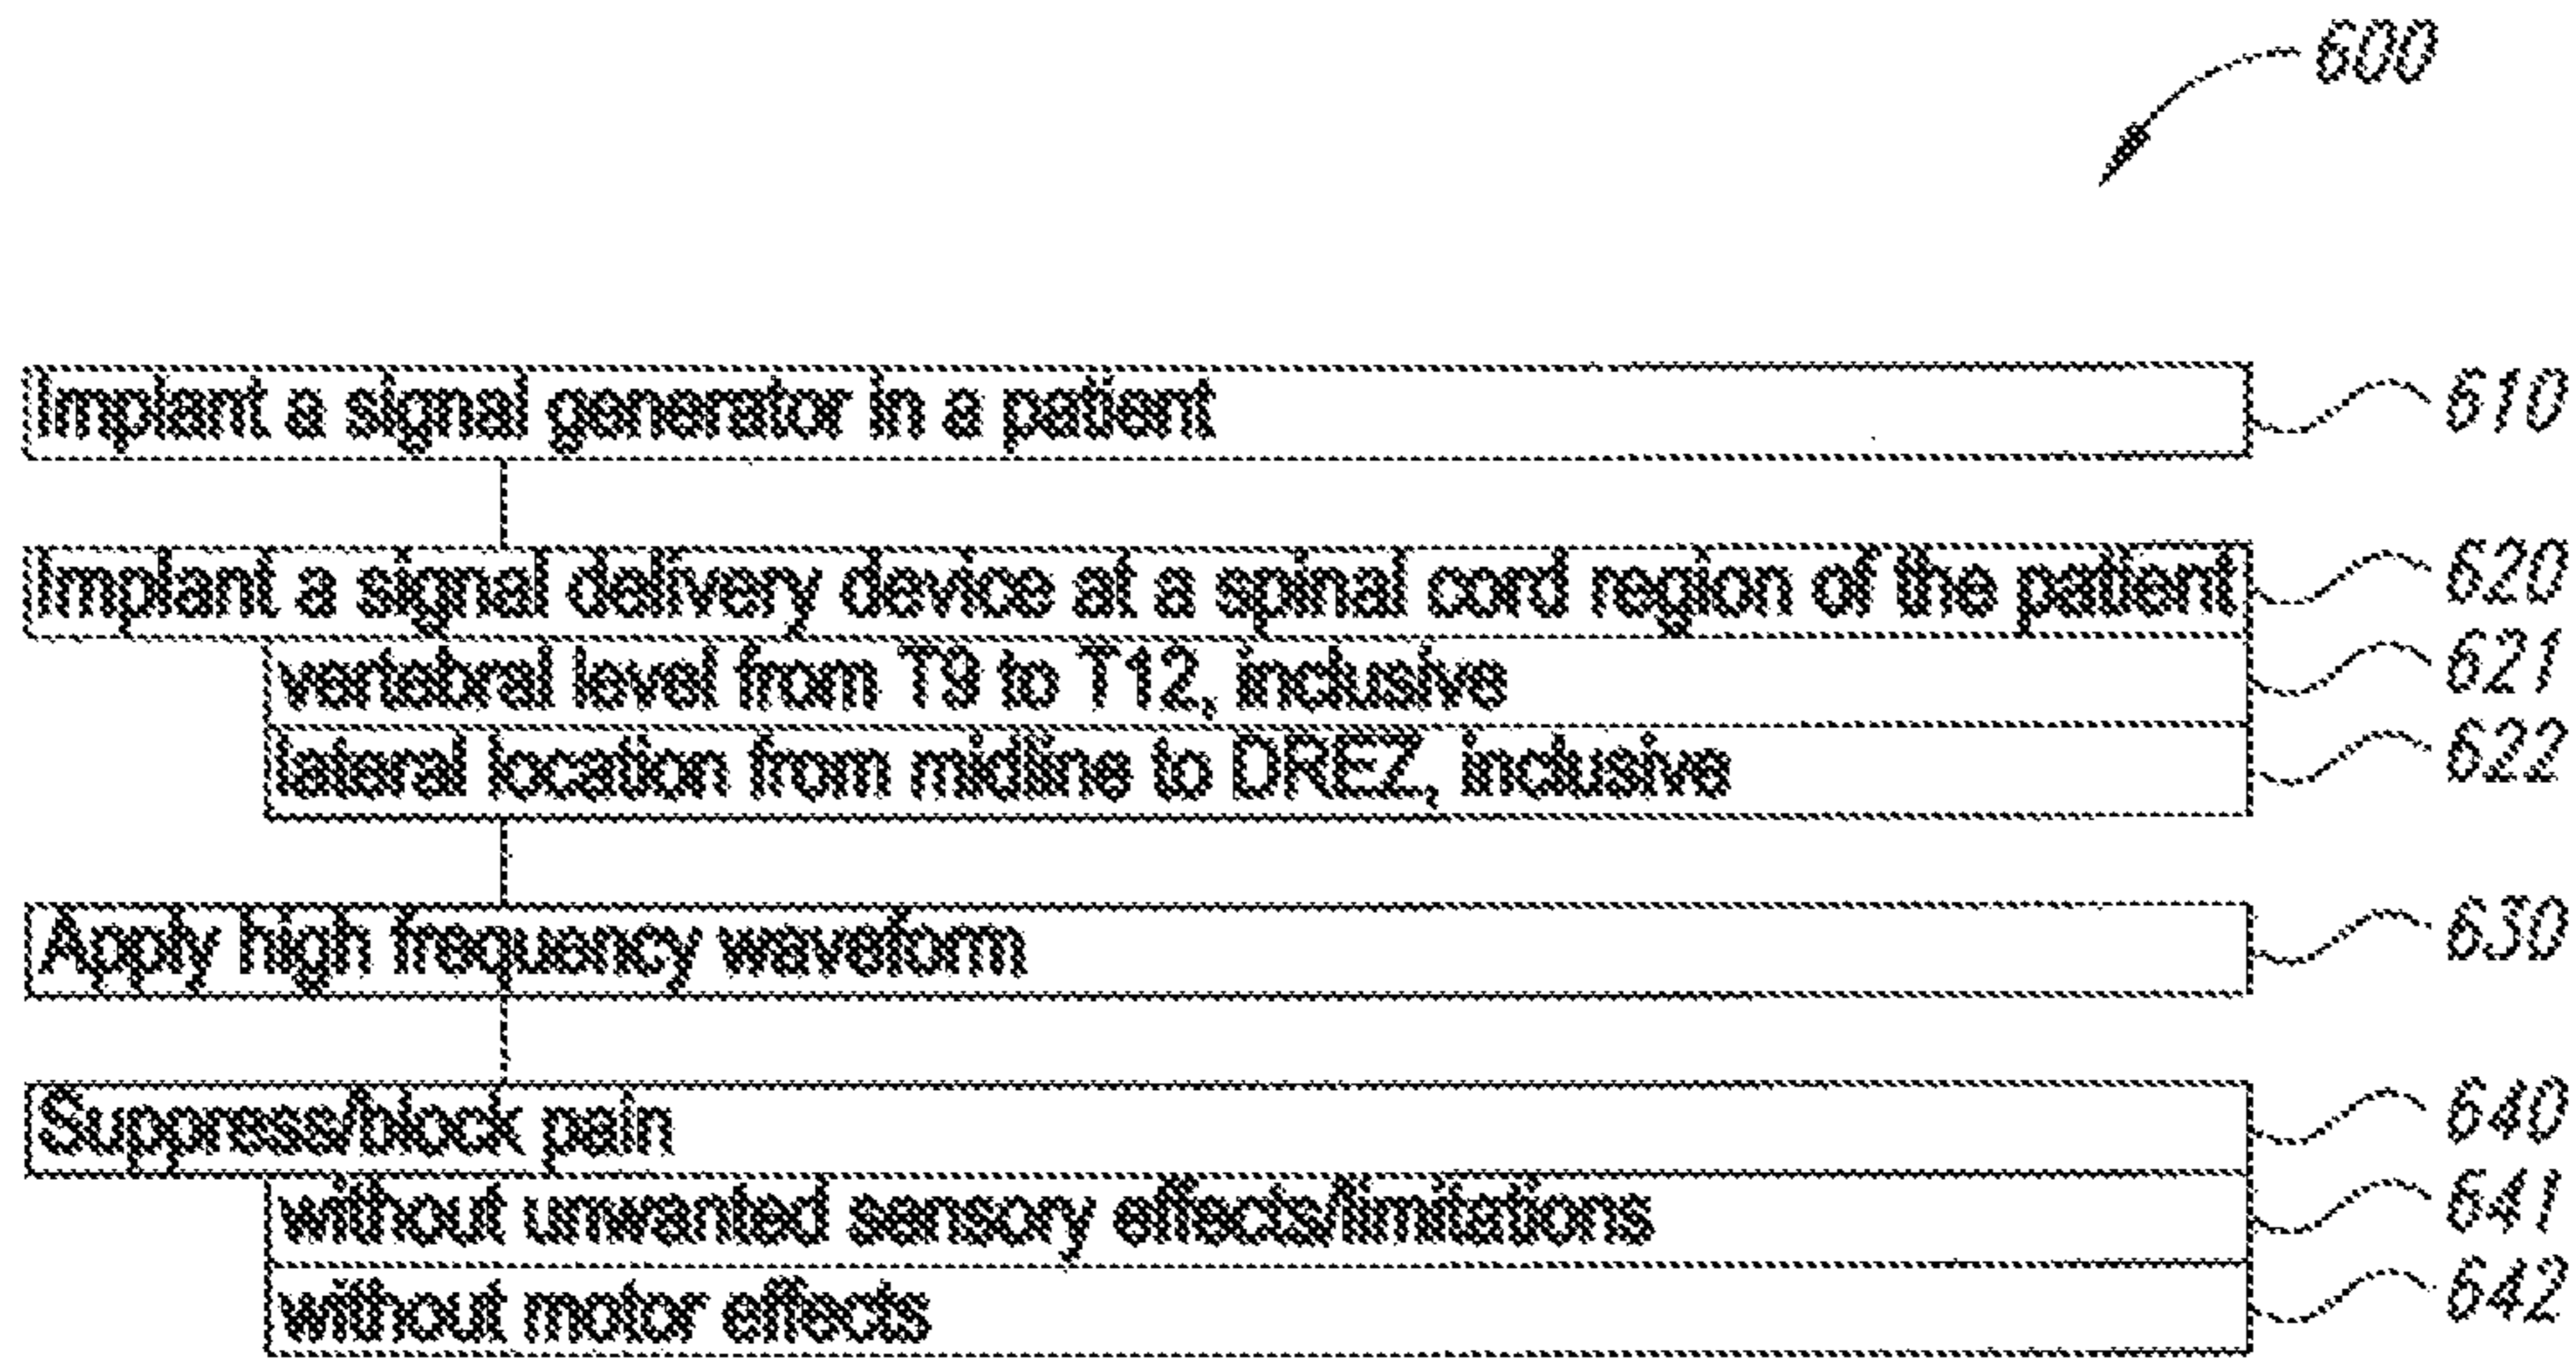 600
Implant a signal generator in a patient 610
Implant a signal delivery device at a spinal cord region of the patient 620
vertebral level from T9 to T12, inclusive 621
lateral location from midline to DREZ, inclusive 622
Apply high frequency waveform 630
Suppress/block pain 640
without unwanted sensory effects/limitations 641
without motor effects 642